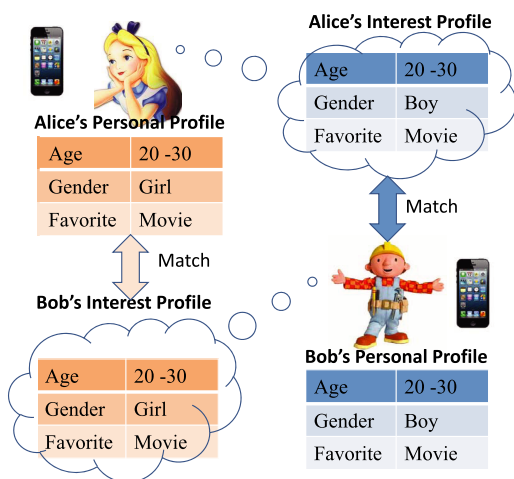 Alice's Interest Profile
Age 20 -30
Gender Boy
Favorite Movie
Alice's Personal Profile
Age 20 -30
Gender Girl
Favorite Movie
Match
Match
Bob's Interest Profile
Age 20 -30
Gender Girl
Favorite Movie
Bob's Personal Profile
Age 20 -30
Gender Boy
Favorite Movie